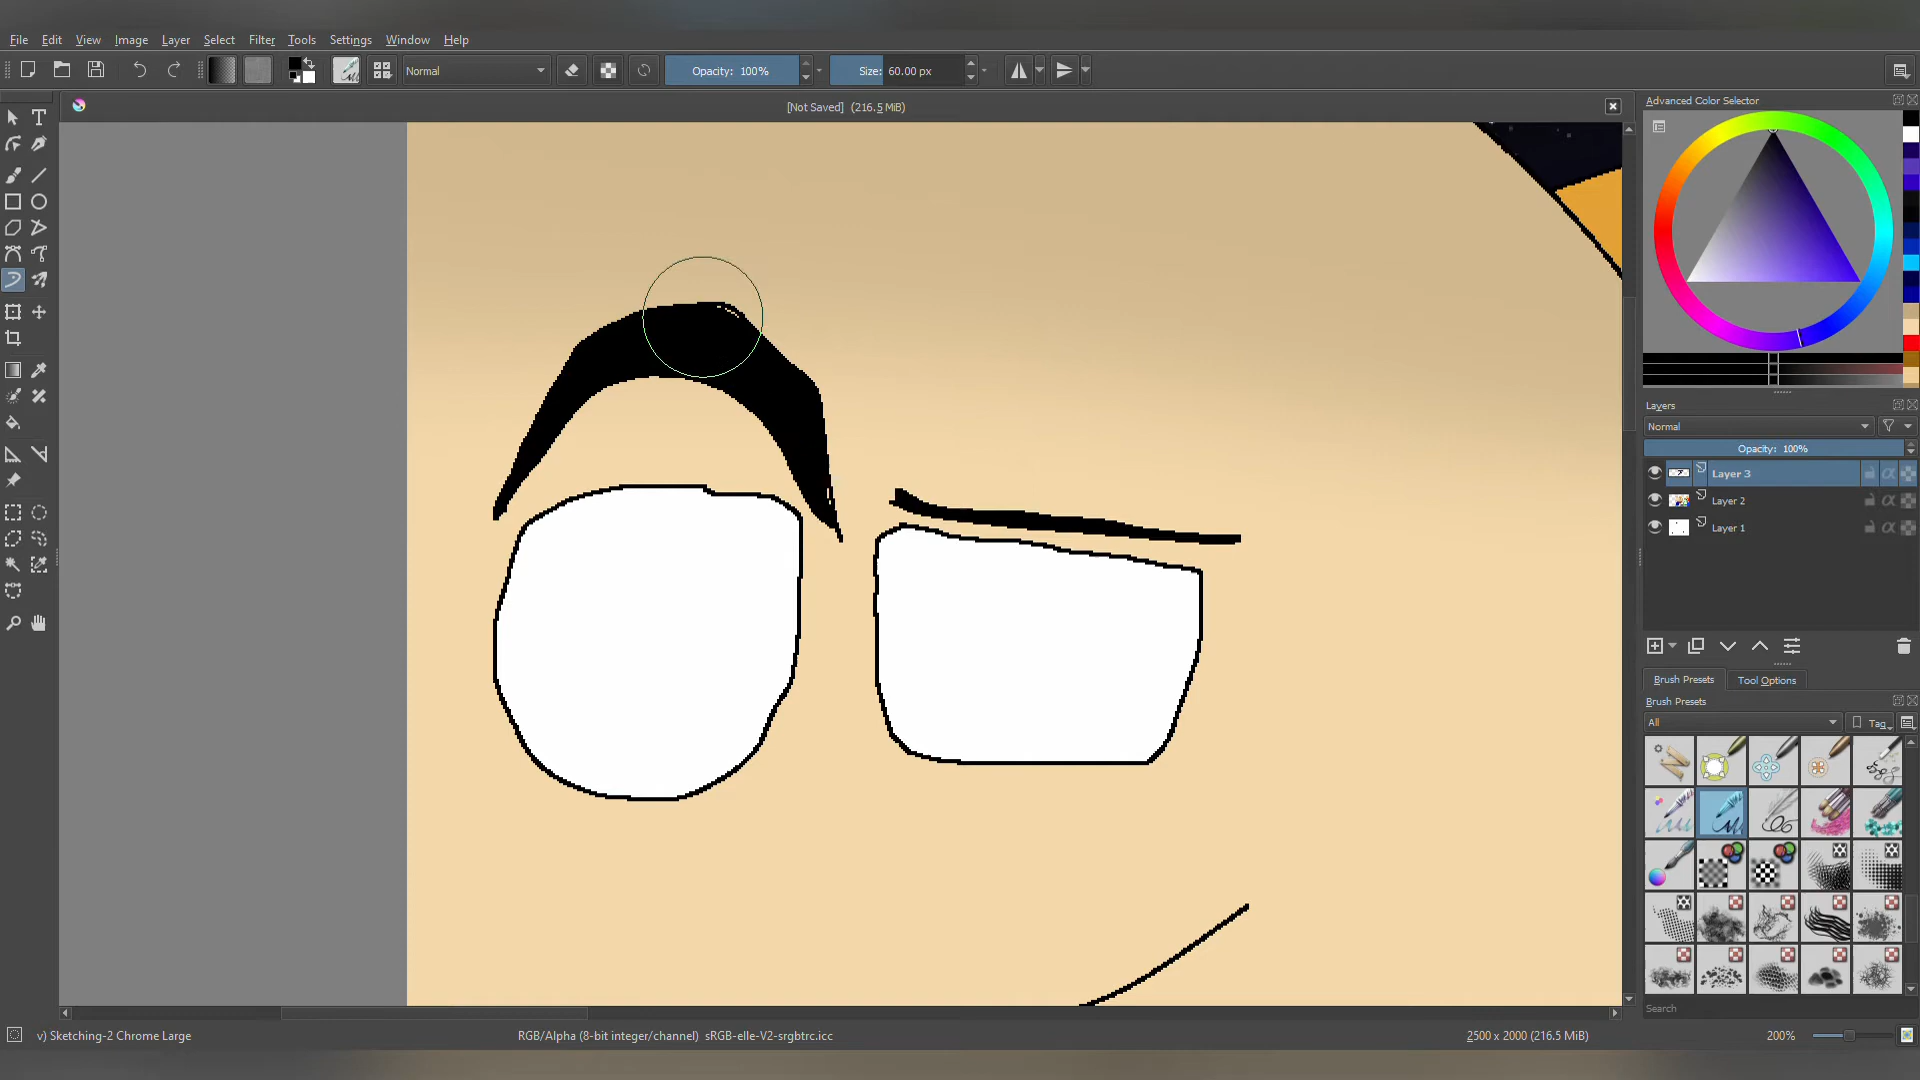 File Edit View Image Layer Select Filter Tools Settings Window Help
Normal Opacity: 100% Size: 60.00 px
[Not Saved] (216.5 MiB)
Advanced Color Selector
Layers
Normal
Opacity: 100%
Layer 3
Layer 2
Layer 1
Brush Presets Tool Options
Brush Presets
All Tag
Search
v) Sketching-2 Chrome Large RGB/Alpha (8-bit integer/channel) sRGB-elle-V2-srgbtrc.icc 2500 x 2000 (216.5 MiB) 200%